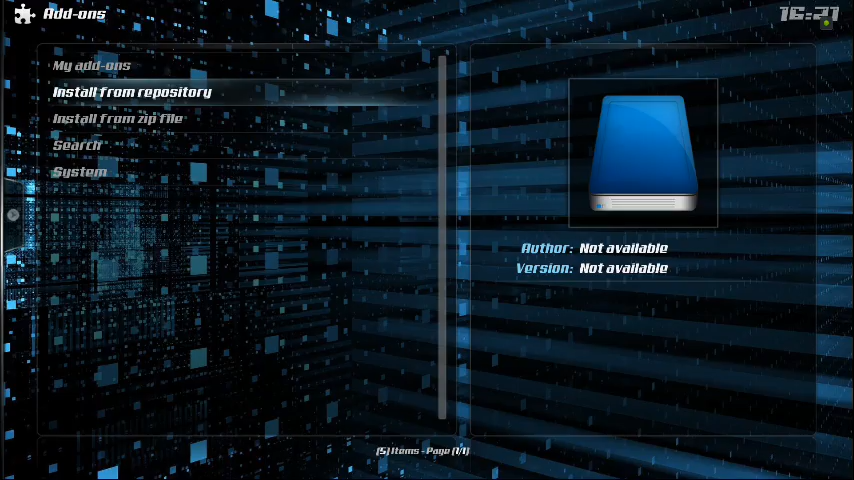 Add-ons
16:21
My add-ons
Install from repository
Install from zip file
Search
System
Author: Not available
Version: Not available
(5) Items - Page (1/1)